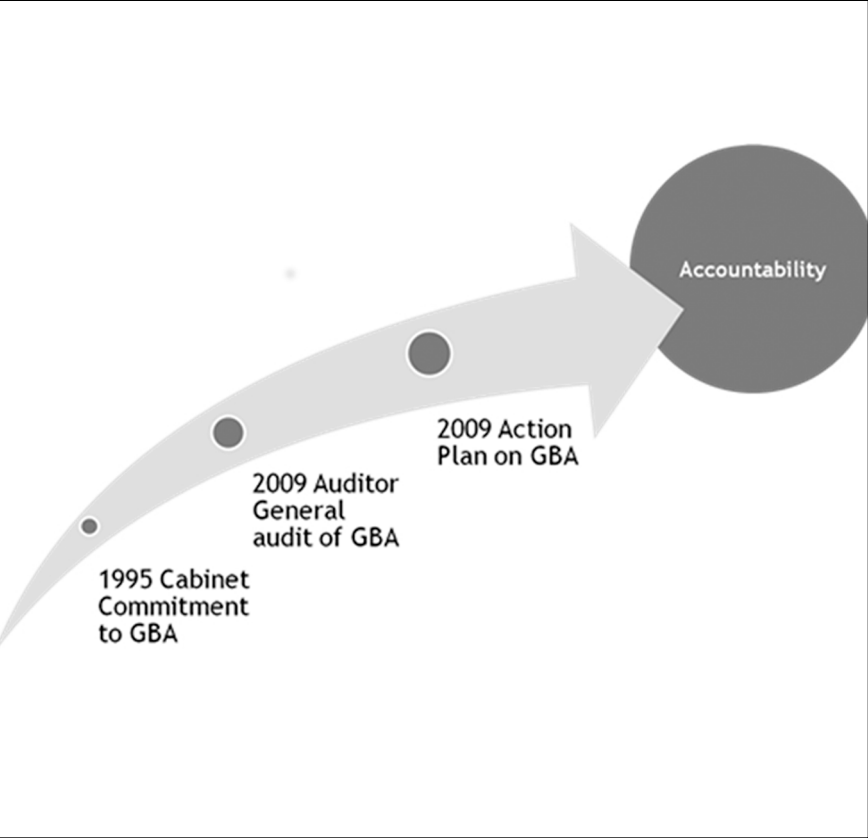 Accountability
2009 Action
Plan on GBA
2009 Auditor
General
audit of GBA
1995 Cabinet
Commitment
to GBA